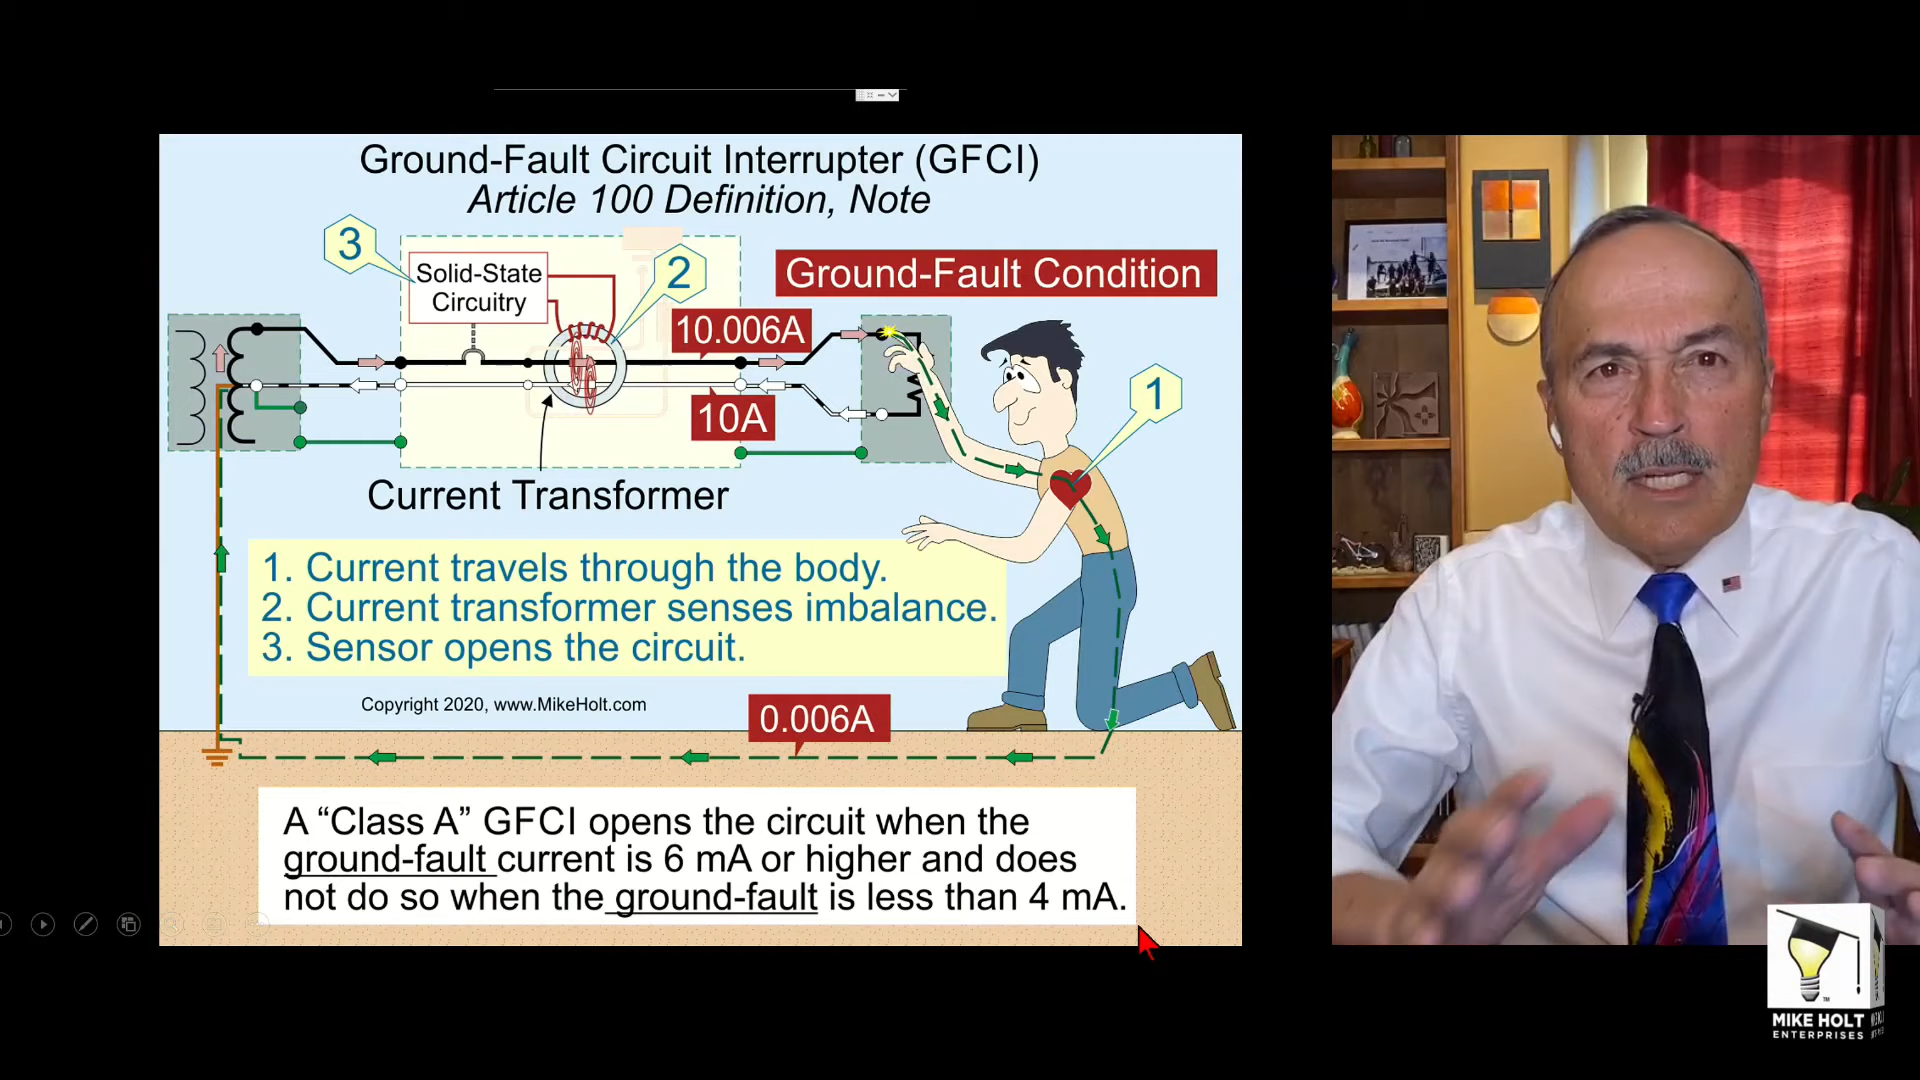 Ground-Fault Circuit Interrupter (GFCI)
Article 100 Definition, Note
3
Solid-State
Circuitry
2
Ground-Fault Condition
10.006A
10A
1
Current Transformer
1. Current travels through the body.
2. Current transformer senses imbalance.
3. Sensor opens the circuit.
Copyright 2020, www.MikeHolt.com
0.006A
A “Class A” GFCI opens the circuit when the
ground-fault current is 6 mA or higher and does
not do so when the ground-fault is less than 4 mA.
TM
MIKE HOLT
ENTERPRISES